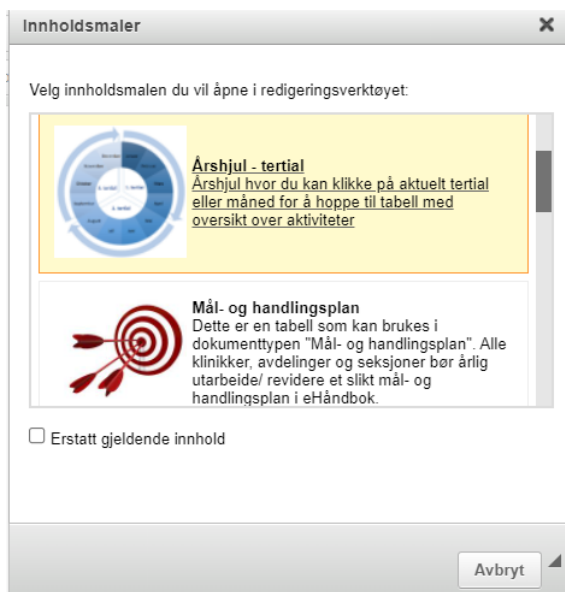 Innholdsmaler
Velg innholdsmalen du vil åpne i redigeringsverktøyet:
Årshjul - tertial
Årshjul hvor du kan klikke på aktuelt tertial
eller måned for å hoppe til tabell med
oversikt over aktiviteter
Mål- og handlingsplan
Dette er en tabell som kan brukes i
dokumenttypen "Mål- og handlingsplan". Alle
klinikker, avdelinger og seksjoner bør årlig
utarbeide/ revidere et slikt mål- og
handlingsplan i eHåndbok.
Erstatt gjeldende innhold
Avbryt